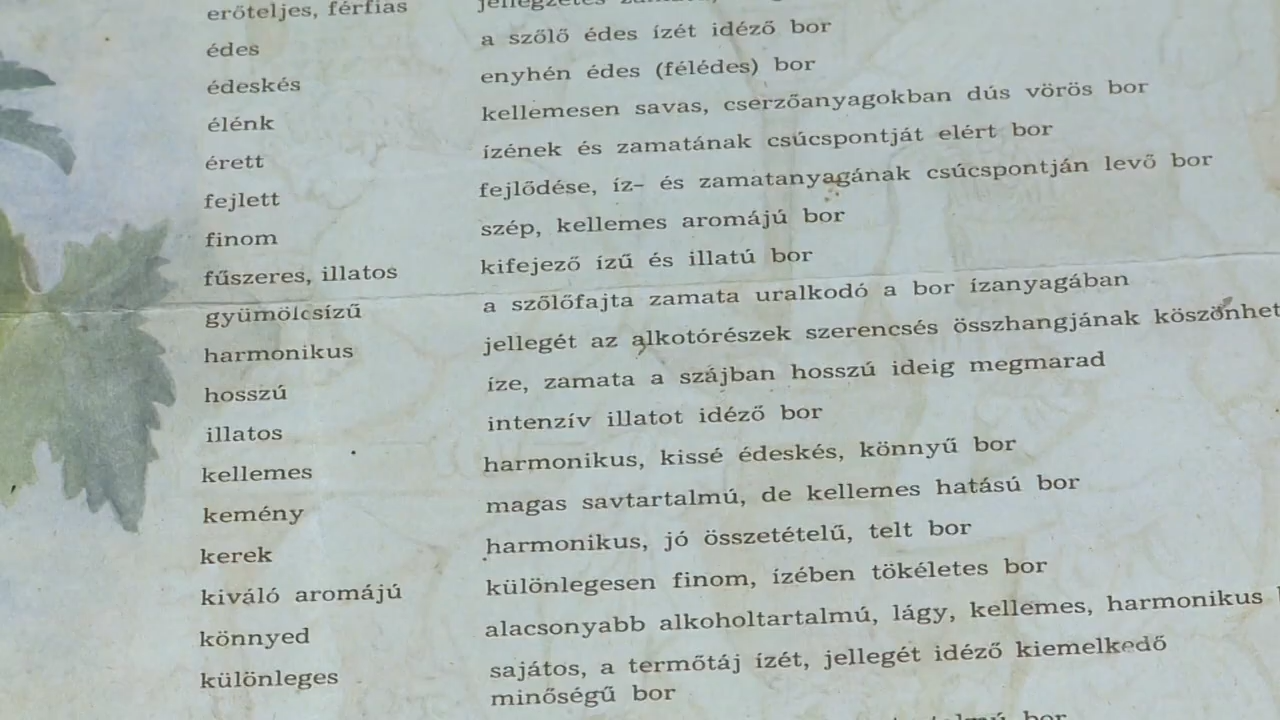 erőteljes, férfias jellegzetes
édes a szőlő édes ízét idéző bor
édeskés enyhén édes (félédes) bor
élénk kellemesen savas, cserzőanyagokban dús vörös bor
érett ízének és zamatának csúcspontját elért bor
fejlett fejlődése, íz- és zamatanyagának csúcspontján levő bor
finom szép, kellemes aromájú bor
fűszeres, illatos kifejező ízű és illatú bor
gyümölcsízű a szőlőfajta zamata uralkodó a bor ízanyagában
harmonikus jellegét az alkotórészek szerencsés összhangjának köszönhet
hosszú íze, zamata a szájban hosszú ideig megmarad
illatos intenzív illatot idéző bor
kellemes harmonikus, kissé édeskés, könnyű bor
kemény magas savtartalmú, de kellemes hatású bor
kerek harmonikus, jó összetételű, telt bor
kiváló aromájú különlegesen finom, ízében tökéletes bor
könnyed alacsonyabb alkoholtartalmú, lágy, kellemes, harmonikus
különleges sajátos, a termőtáj ízét, jellegét idéző kiemelkedő
minőségű bor
bor